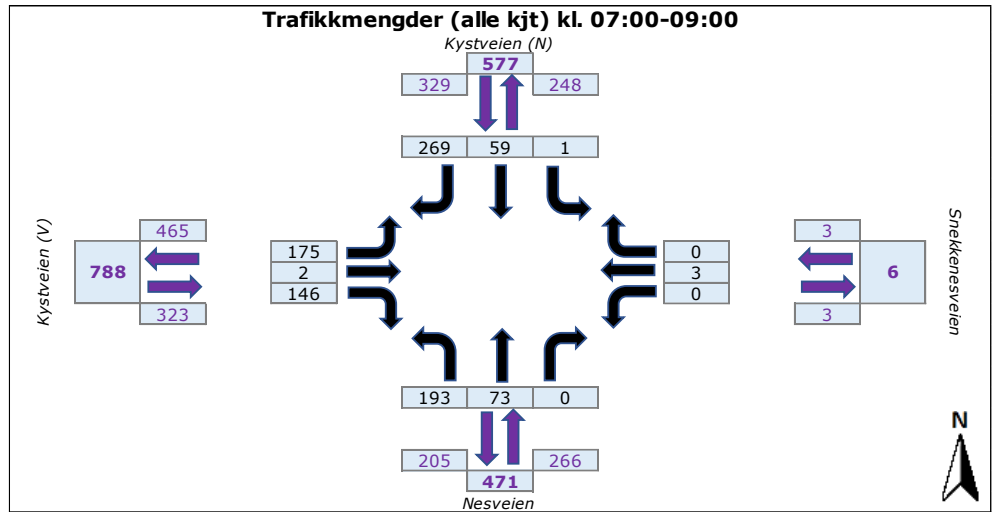 Trafikkmengder (alle kjt) kl. 07:00-09:00
Kystveien (N)
577
329 248
269 59 1
Kystveien (V)
465
788
323
175
2
146
0
3
0
3
6
3
Snekkenesveien
193 73 0
205 266
471
Nesveien
N